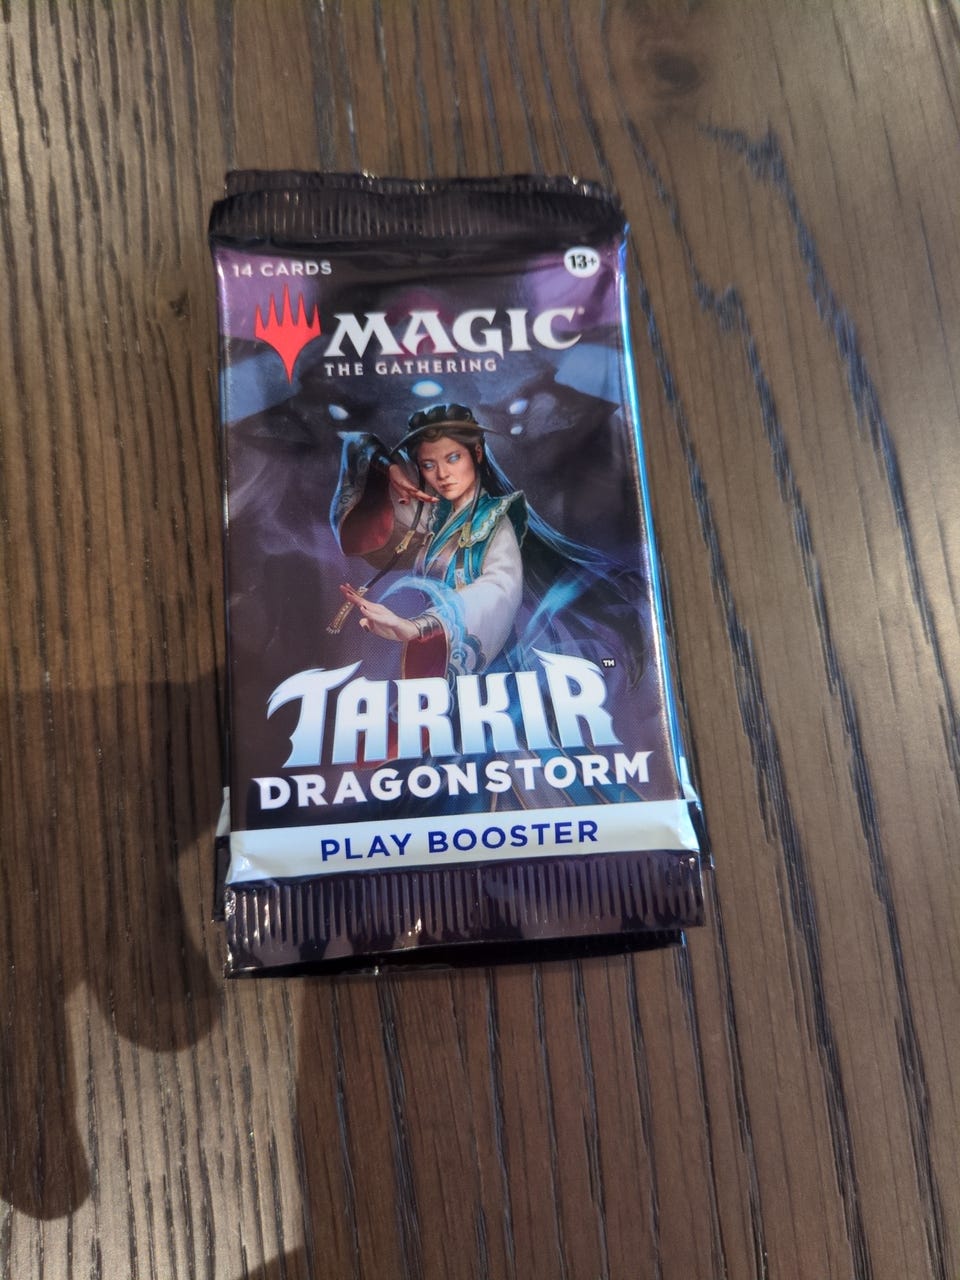 14 CARDS
13+
MAGIC
THE GATHERING
TARKIR™
DRAGONSTORM
PLAY BOOSTER